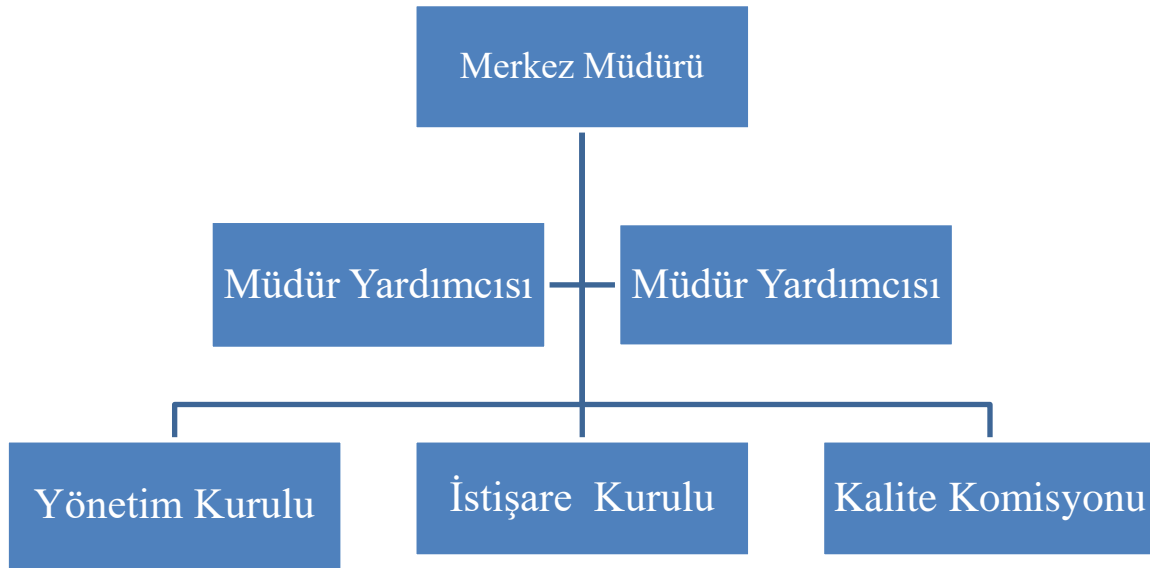 Merkez Müdürü
Müdür Yardımcısı
Müdür Yardımcısı
Yönetim Kurulu
İstişare Kurulu
Kalite Komisyonu